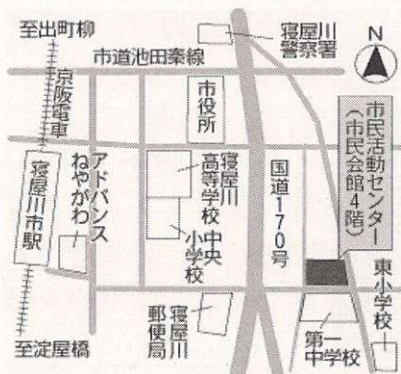 至出町柳
寝屋川
警察署
N
市道池田秦線
京阪電車
市役所
市民活動センター
（市民会館4階）
アドバンス
ねやがわ
寝屋川
高等学校
国道170号
寝屋川市駅
中央
小学校
東小学校
寝屋川
郵便局
第一
中学校
至淀屋橋